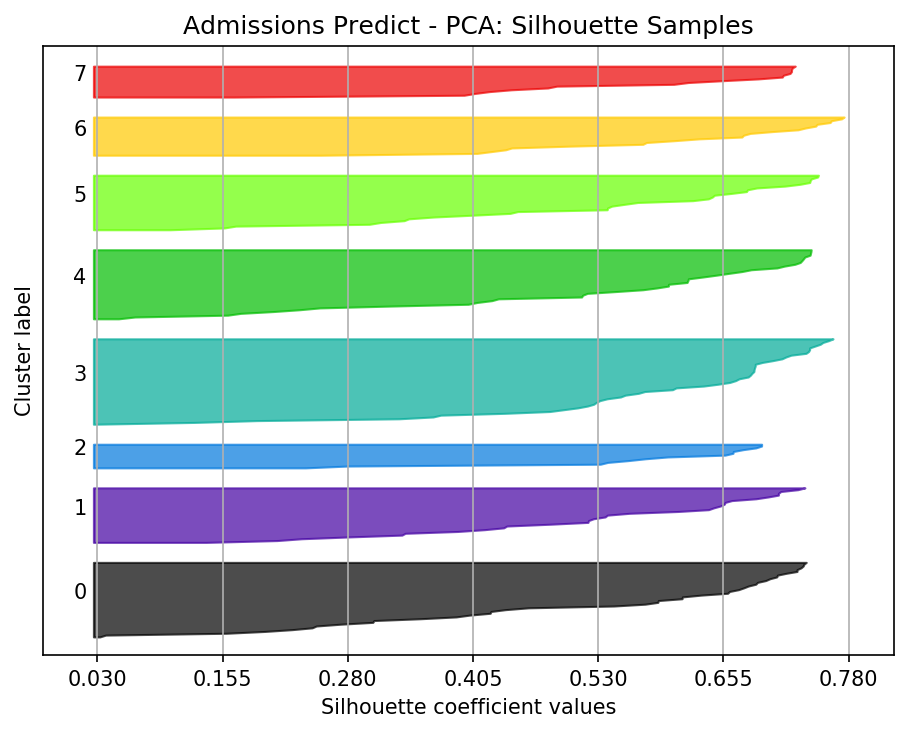 Admissions Predict - PCA: Silhouette Samples
7
6
5
4
3
2
1
0
Cluster label
0.030 0.155 0.280 0.405 0.530 0.655 0.780
Silhouette coefficient values